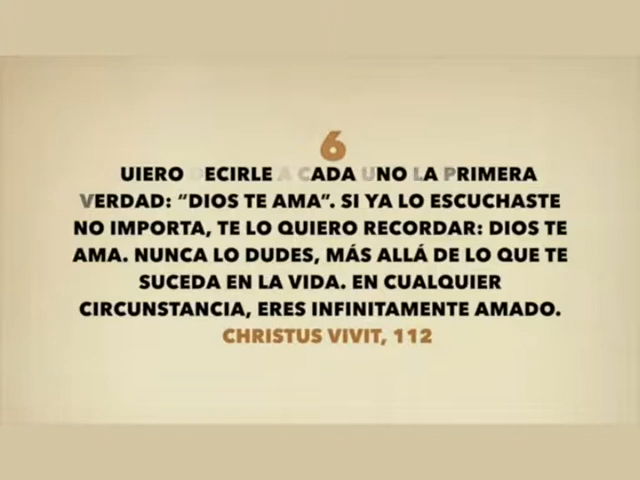 6
UIERO DECIRLE A CADA UNO LA PRIMERA
VERDAD: “DIOS TE AMA”. SI YA LO ESCUCHASTE
NO IMPORTA, TE LO QUIERO RECORDAR: DIOS TE
AMA. NUNCA LO DUDES, MÁS ALLÁ DE LO QUE TE
SUCEDA EN LA VIDA. EN CUALQUIER
CIRCUNSTANCIA, ERES INFINITAMENTE AMADO.
CHRISTUS VIVIT, 112